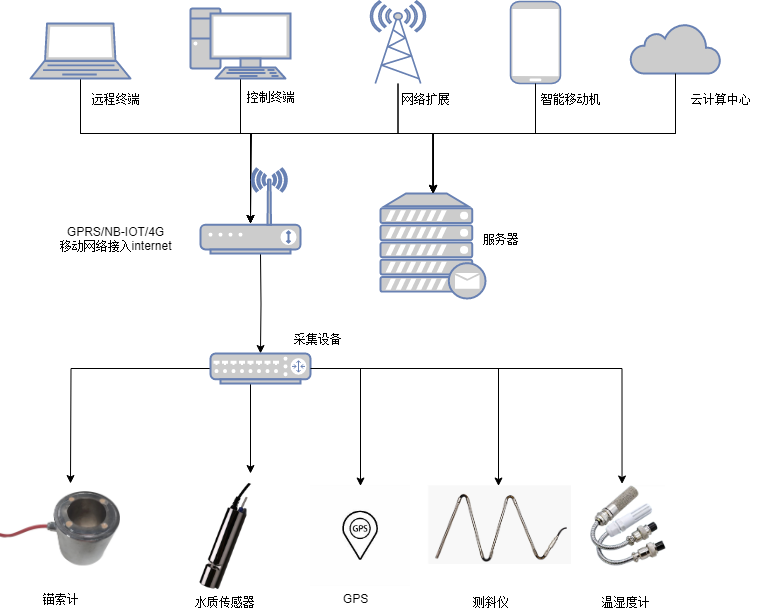 远程终端
控制终端
网络扩展
智能移动机
云计算中心
GPRS/NB-IOT/4G
移动网络接入internet
服务器
采集设备
GPS
锚索计
水质传感器
GPS
测斜仪
温湿度计